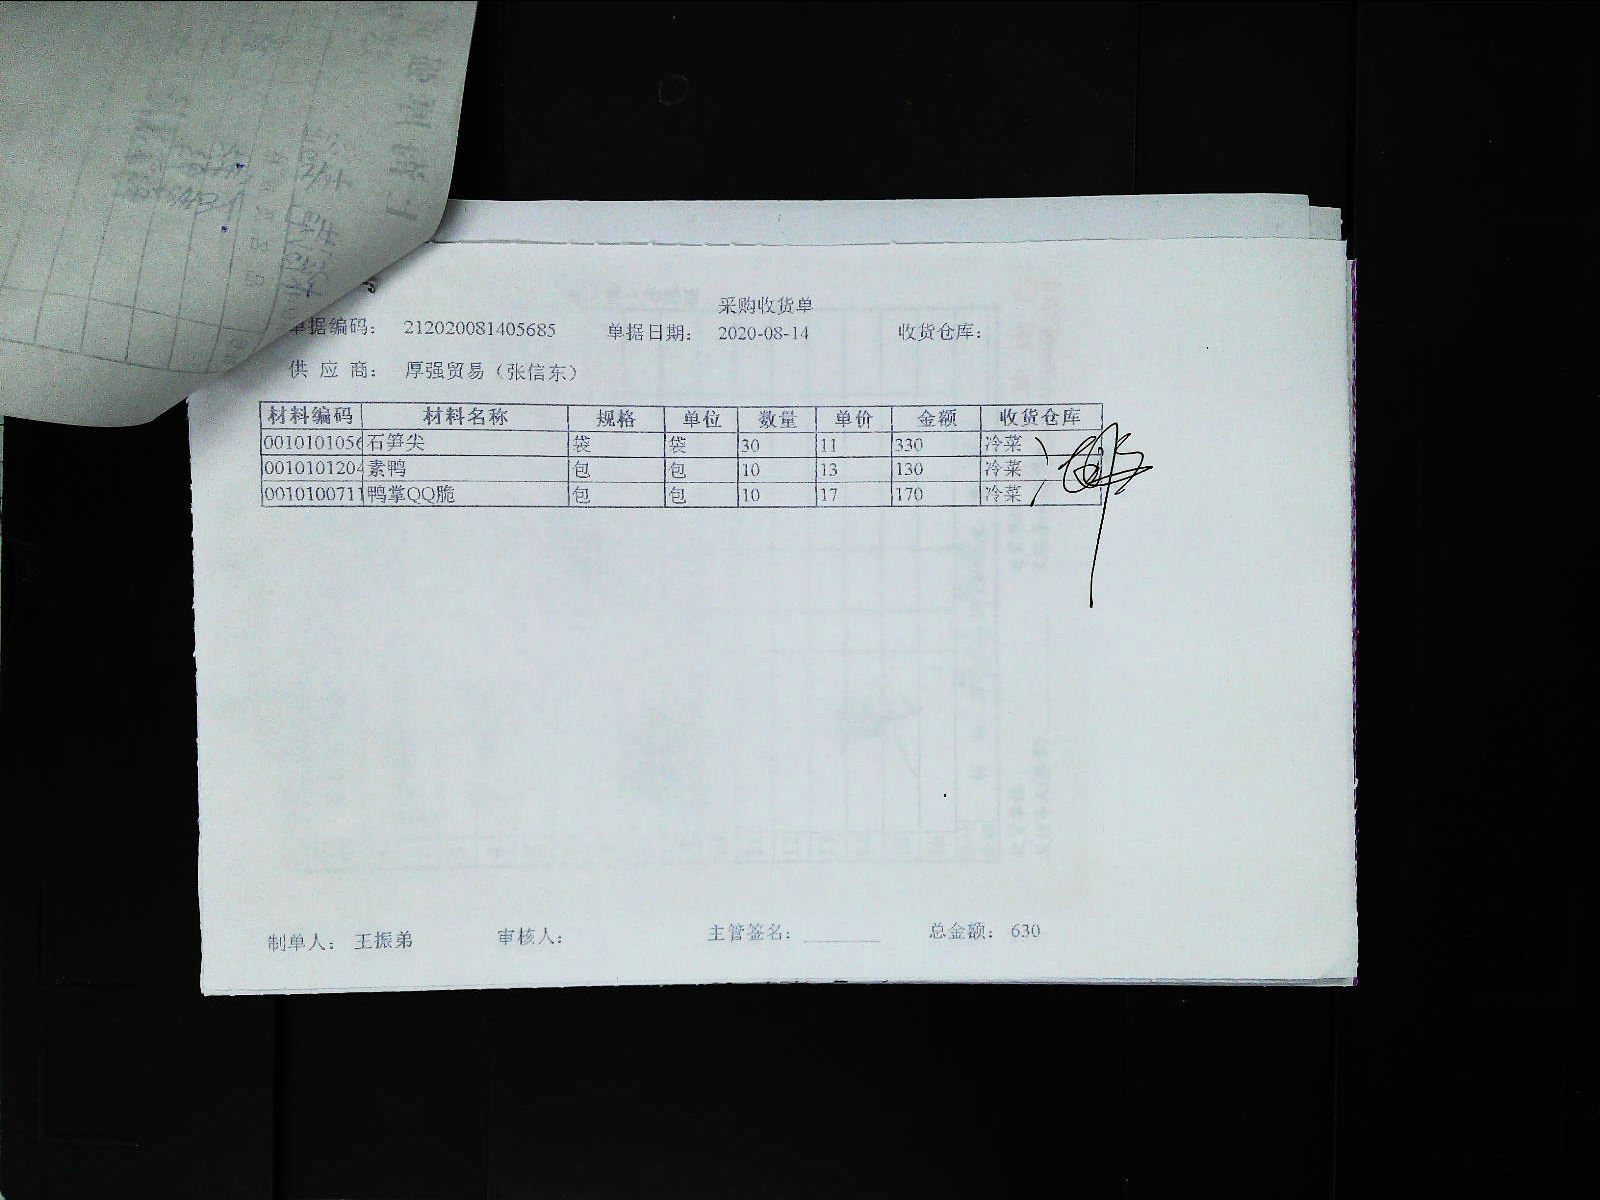 采购收货单
单据编码： 212020081405685 单据日期： 2020-08-14 收货仓库：
供 应 商： 厚强贸易（张信东）
材料编码 材料名称 规格 单位 数量 单价 金额 收货仓库
0010101056 石笋尖 袋 袋 30 11 330 冷菜
0010101204 素鸭 包 包 10 13 130 冷菜
0010100711 鸭掌QQ脆 包 包 10 17 170 冷菜
制单人： 王振弟 审核人： 主管签名： ________ 总金额： 630